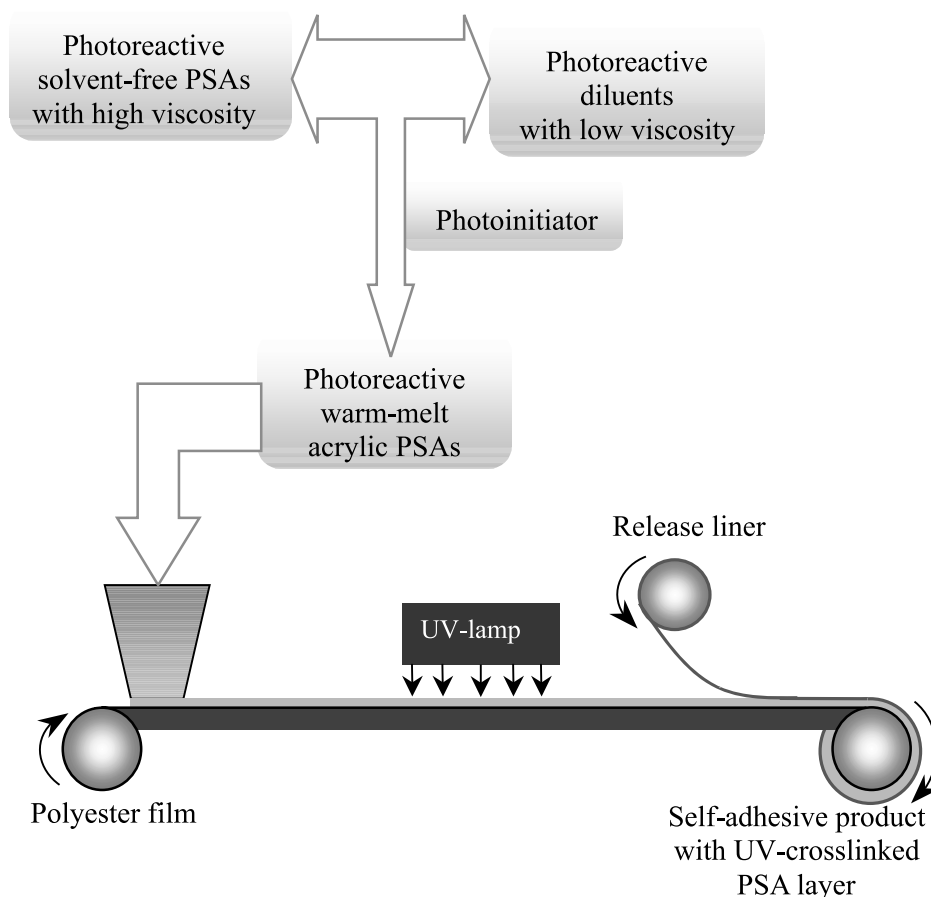 Photoreactive
solvent-free PSAs
with high viscosity
Photoreactive
diluents
with low viscosity
Photoinitiator
Photoreactive
warm-melt
acrylic PSAs
Release liner
UV-lamp
Polyester film
Self-adhesive product
with UV-crosslinked
PSA layer